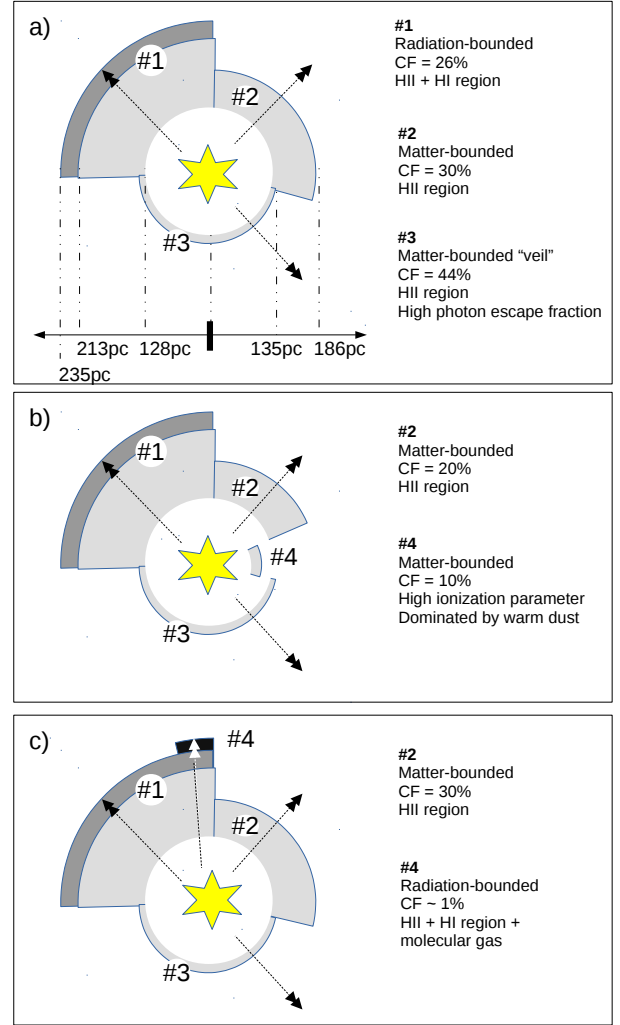 a)
#1
#2
#3
213pc
128pc
135pc
186pc
235pc
#1
Radiation-bounded
CF = 26%
HII + HI region
#2
Matter-bounded
CF = 30%
HII region
#3
Matter-bounded “veil”
CF = 44%
HII region
High photon escape fraction
b)
#1
#2
#4
#3
#2
Matter-bounded
CF = 20%
HII region
#4
Matter-bounded
CF = 10%
High ionization parameter
Dominated by warm dust
c)
#4
#1
#2
#3
#2
Matter-bounded
CF = 30%
HII region
#4
Radiation-bounded
CF ~ 1%
HII + HI region +
molecular gas